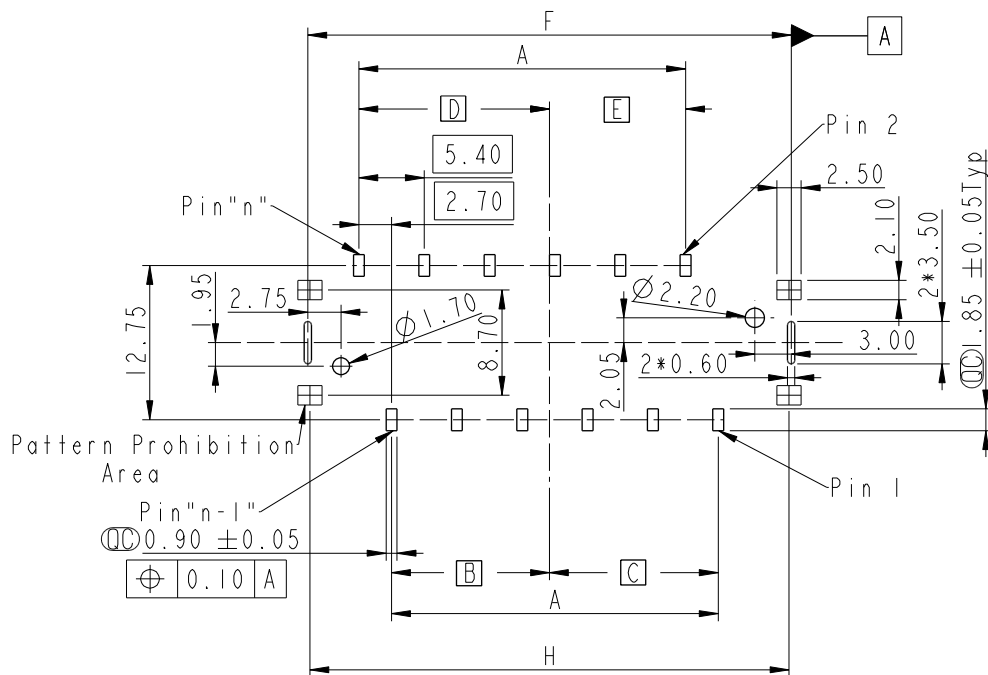 F
A
A
D
E
Pin 2
5.40
2.50
2.70
Pin"n"
2.10
2*3.50
QC 1.85 ±0.05Typ
1.95
2.75
Ø2.20
Ø1.70
12.75
8.70
3.00
2.05
2*0.60
Pattern Prohibition
Area
Pin"n-1"
Pin 1
QC 0.90 ±0.05
0.10 A
B
C
A
H